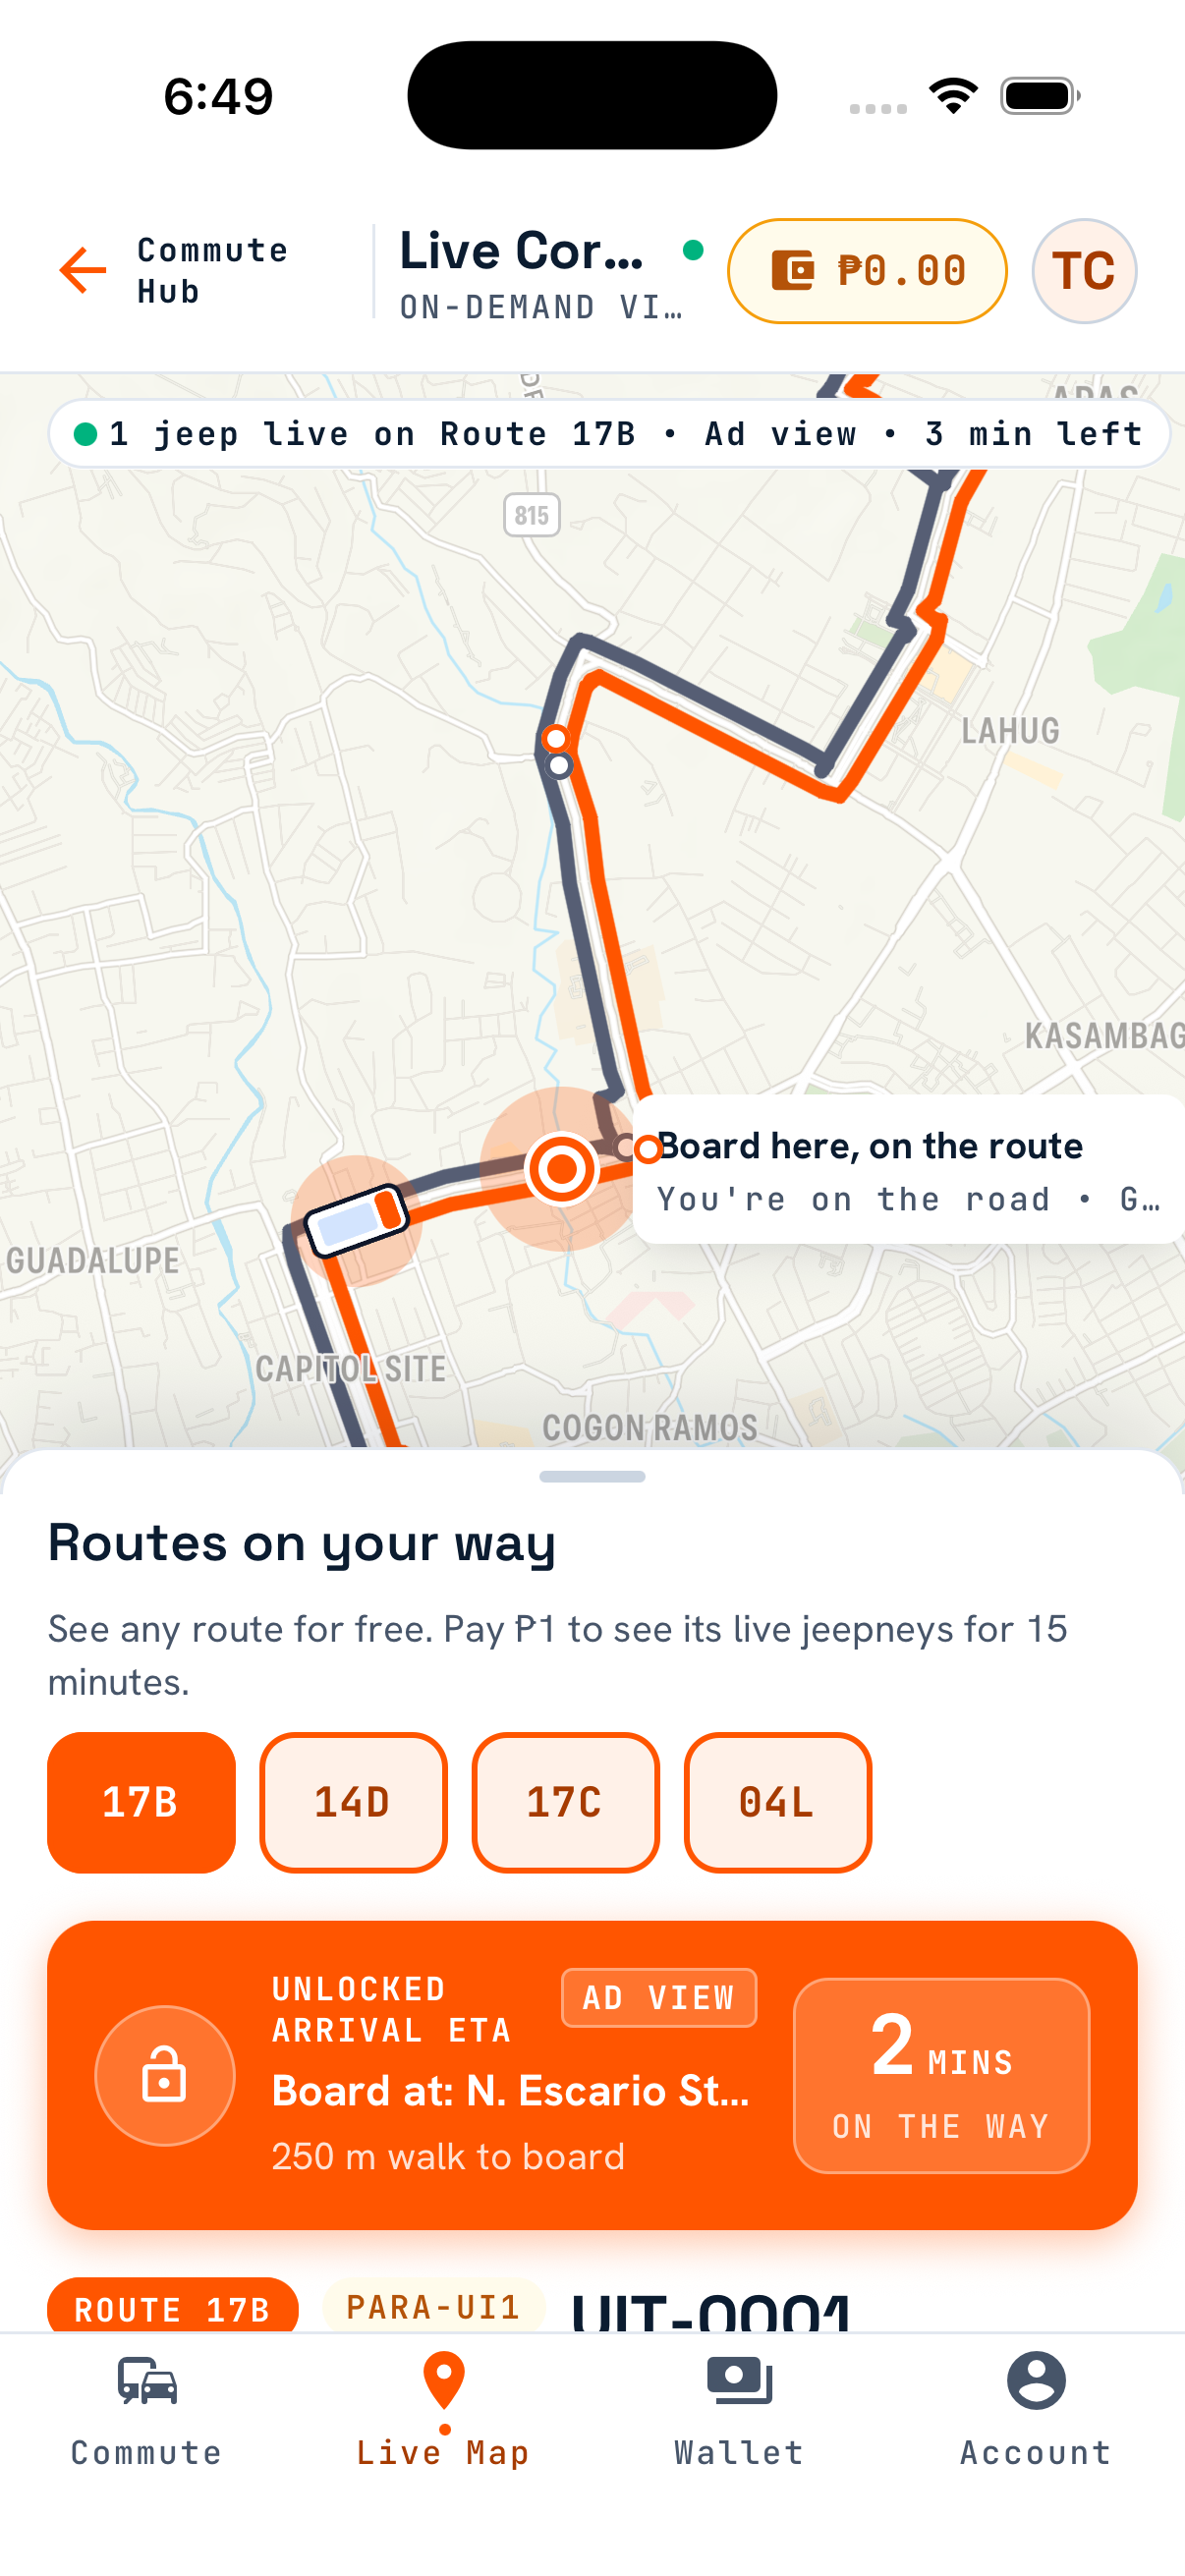 6:49
Commute
Hub
Live Cor...
ON-DEMAND VI…
₱0.00
TC
1 jeep live on Route 17B • Ad view • 3 min left
815
LAHUG
KASAMBAG
Board here, on the route
You're on the road • G…
GUADALUPE
CAPITOL SITE
COGON RAMOS
Routes on your way
See any route for free. Pay ₱1 to see its live jeepneys for 15
minutes.
17B
14D
17C
04L
UNLOCKED
ARRIVAL ETA
AD VIEW
Board at: N. Escario St...
250 m walk to board
2 MINS
ON THE WAY
ROUTE 17B
PARA-UI1
UIT-0001
Commute
Live Map
Wallet
Account